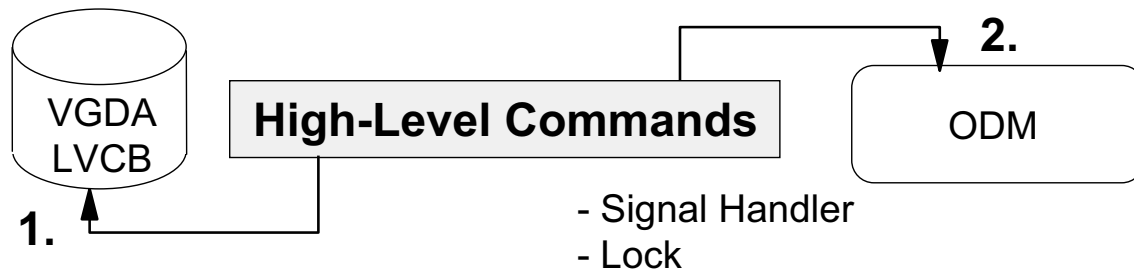 VGDA
LVCB
1.
High-Level Commands
2.
ODM
- Signal Handler
- Lock